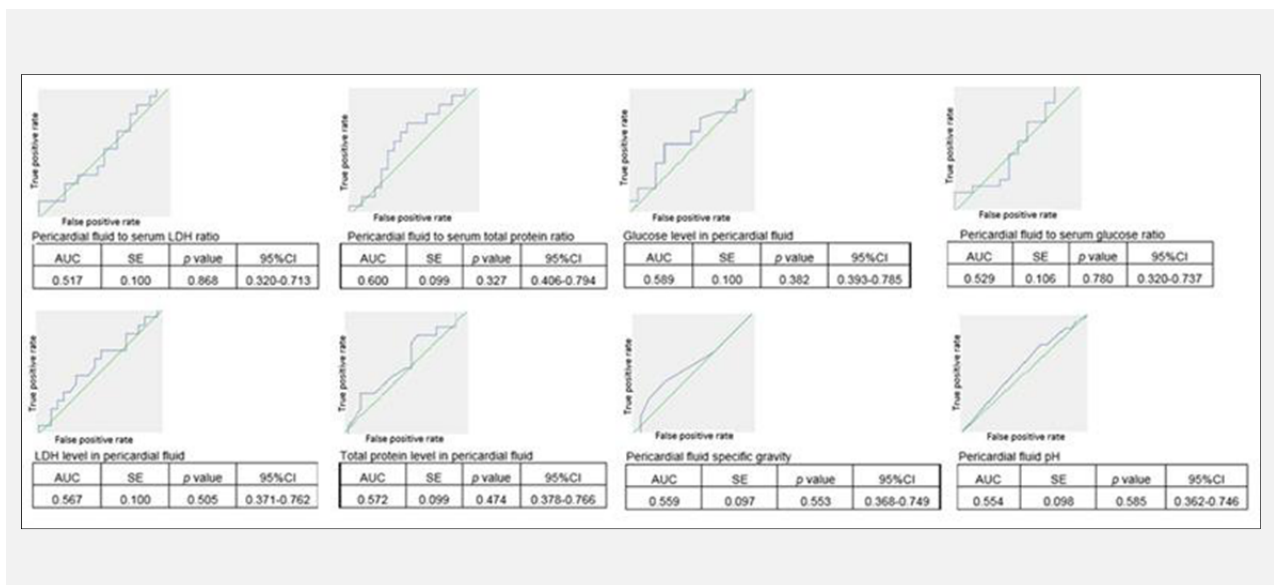 True positive rate
False positive rate
Pericardial fluid to serum LDH ratio
AUC SE p value 95%CI
0.517 0.100 0.868 0.320-0.713
True positive rate
False positive rate
Pericardial fluid to serum total protein ratio
AUC SE p value 95%CI
0.600 0.099 0.327 0.406-0.794
True positive rate
False positive rate
Glucose level in pericardial fluid
AUC SE p value 95%CI
0.589 0.100 0.382 0.393-0.785
True positive rate
False positive rate
Pericardial fluid to serum glucose ratio
AUC SE p value 95%CI
0.529 0.106 0.780 0.320-0.737
True positive rate
False positive rate
LDH level in pericardial fluid
AUC SE p value 95%CI
0.567 0.100 0.505 0.371-0.762
True positive rate
False positive rate
Total protein level in pericardial fluid
AUC SE p value 95%CI
0.572 0.099 0.474 0.378-0.766
True positive rate
False positive rate
Pericardial fluid specific gravity
AUC SE p value 95%CI
0.559 0.097 0.553 0.368-0.749
True positive rate
False positive rate
Pericardial fluid pH
AUC SE p value 95%CI
0.554 0.098 0.585 0.362-0.746